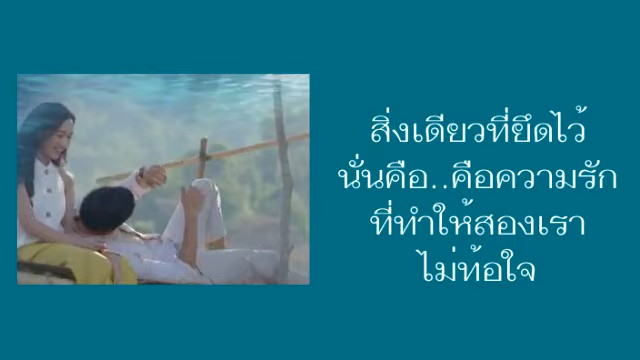 สิ่งเดียวที่ยึดไว้
นั่นคือ..คือความรัก
ที่ทำให้สองเรา
ไม่ท้อใจ